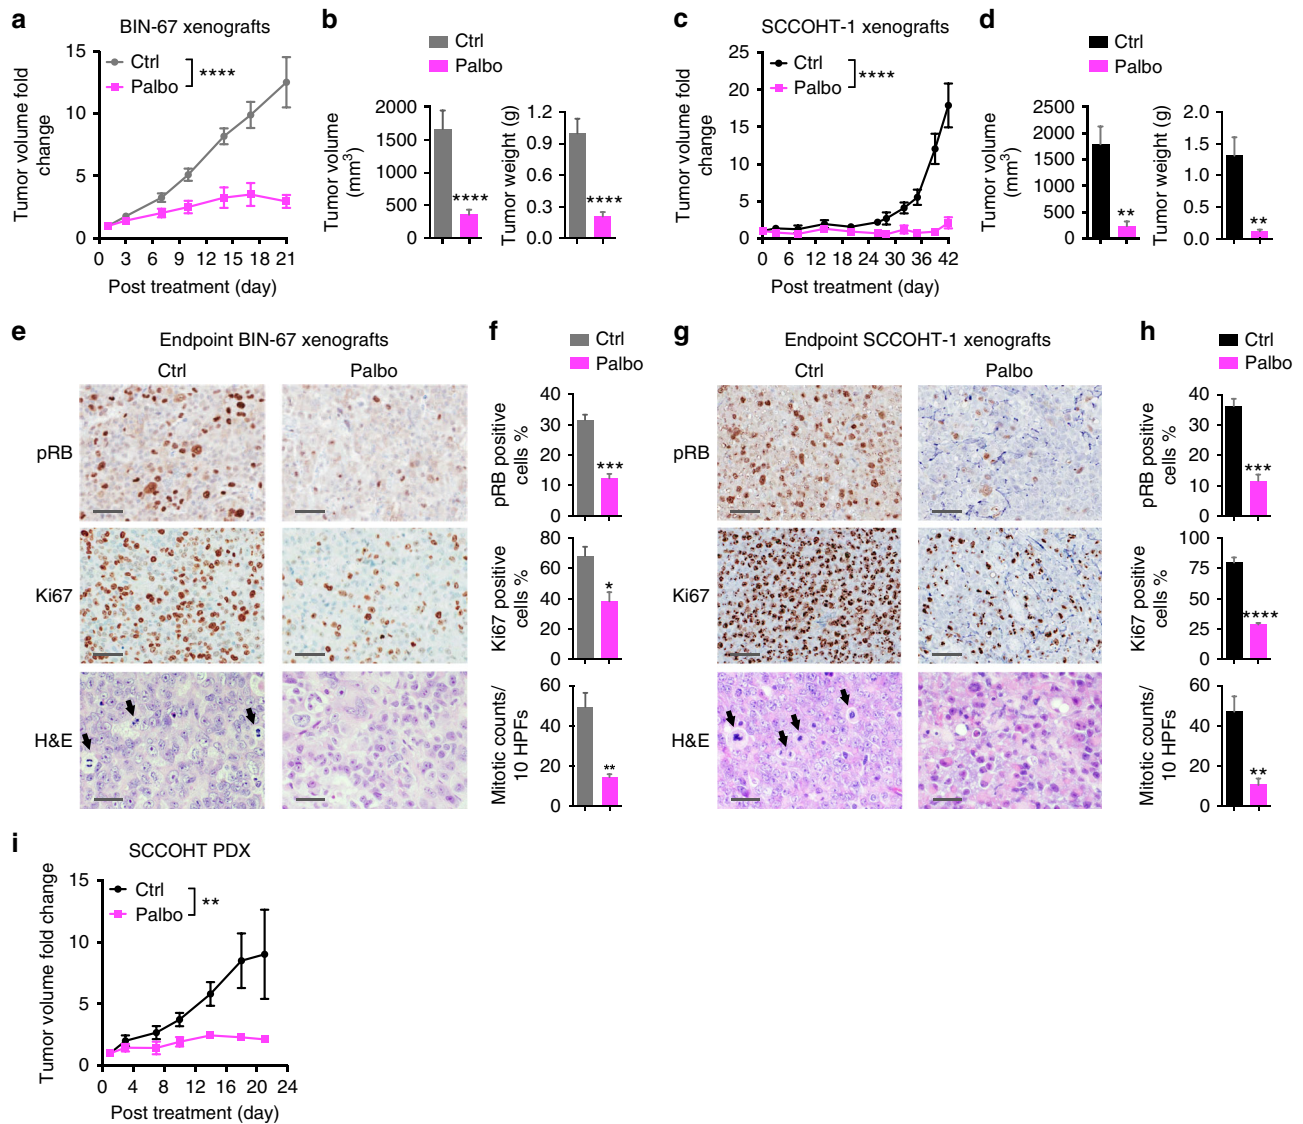 a
BIN-67 xenografts
Tumor volume fold
change
15
10
5
0
Ctrl
Palbo
****
0 3 6 9 12 15 18 21
Post treatment (day)
b
Ctrl
Palbo
Tumor volume
(mm3)
2000
1500
1000
500
0
****
Tumor weight (g)
1.2
0.9
0.6
0.3
0.0
****
c
SCCOHT-1 xenografts
Tumor volume fold
change
25
20
15
10
5
0
Ctrl
Palbo
****
0 6 12 18 24 30 36 42
Post treatment (day)
d
Ctrl
Palbo
Tumor volume
(mm3)
2500
2000
1500
1000
500
0
**
Tumor weight (g)
2.0
1.5
1.0
0.5
0.0
**
e
Endpoint BIN-67 xenografts
Ctrl
Palbo
pRB
Ki67
H&E
f
Ctrl
Palbo
pRB positive
cells %
40
30
20
10
0
***
Ki67 positive
cells %
80
60
40
20
0
*
Mitotic counts/
10 HPFs
60
40
20
0
**
g
Endpoint SCCOHT-1 xenografts
Ctrl
Palbo
pRB
Ki67
H&E
h
Ctrl
Palbo
pRB positive
cells %
40
30
20
10
0
***
Ki67 positive
cells %
100
75
50
25
0
****
Mitotic counts/
10 HPFs
60
40
20
0
**
i
SCCOHT PDX
Tumor volume fold change
15
10
5
0
Ctrl
Palbo
**
0 4 8 12 16 20 24
Post treatment (day)